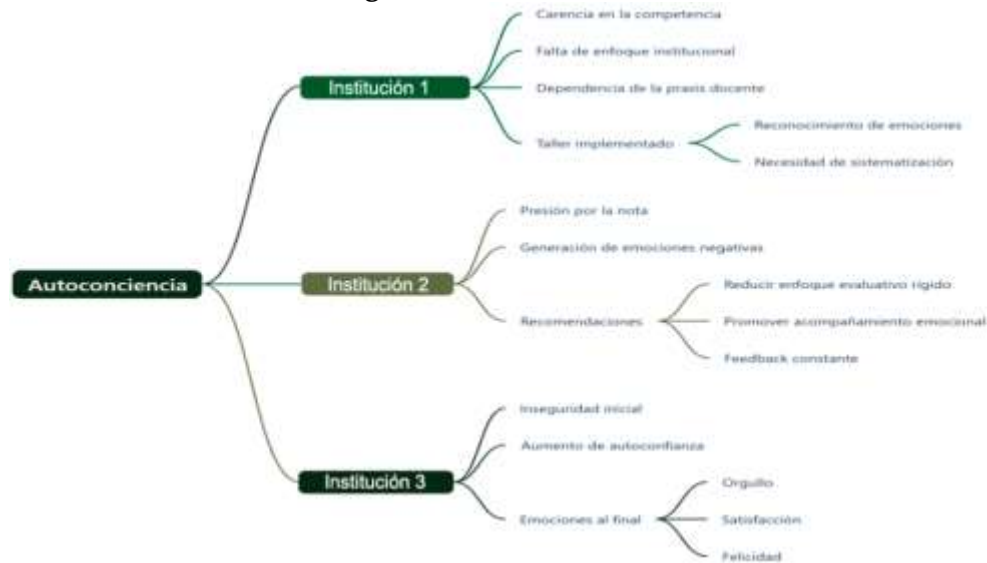 Autoconciencia
Institución 1
Carencia en la competencia
Falta de enfoque institucional
Dependencia de la praxis docente
Taller implementado
Reconocimiento de emociones
Necesidad de sistematización
Institución 2
Presión por la nota
Generación de emociones negativas
Recomendaciones
Reducir enfoque evaluativo rígido
Promover acompañamiento emocional
Feedback constante
Institución 3
Inseguridad inicial
Aumento de autoconfianza
Emociones al final
Orgullo
Satisfacción
Felicidad